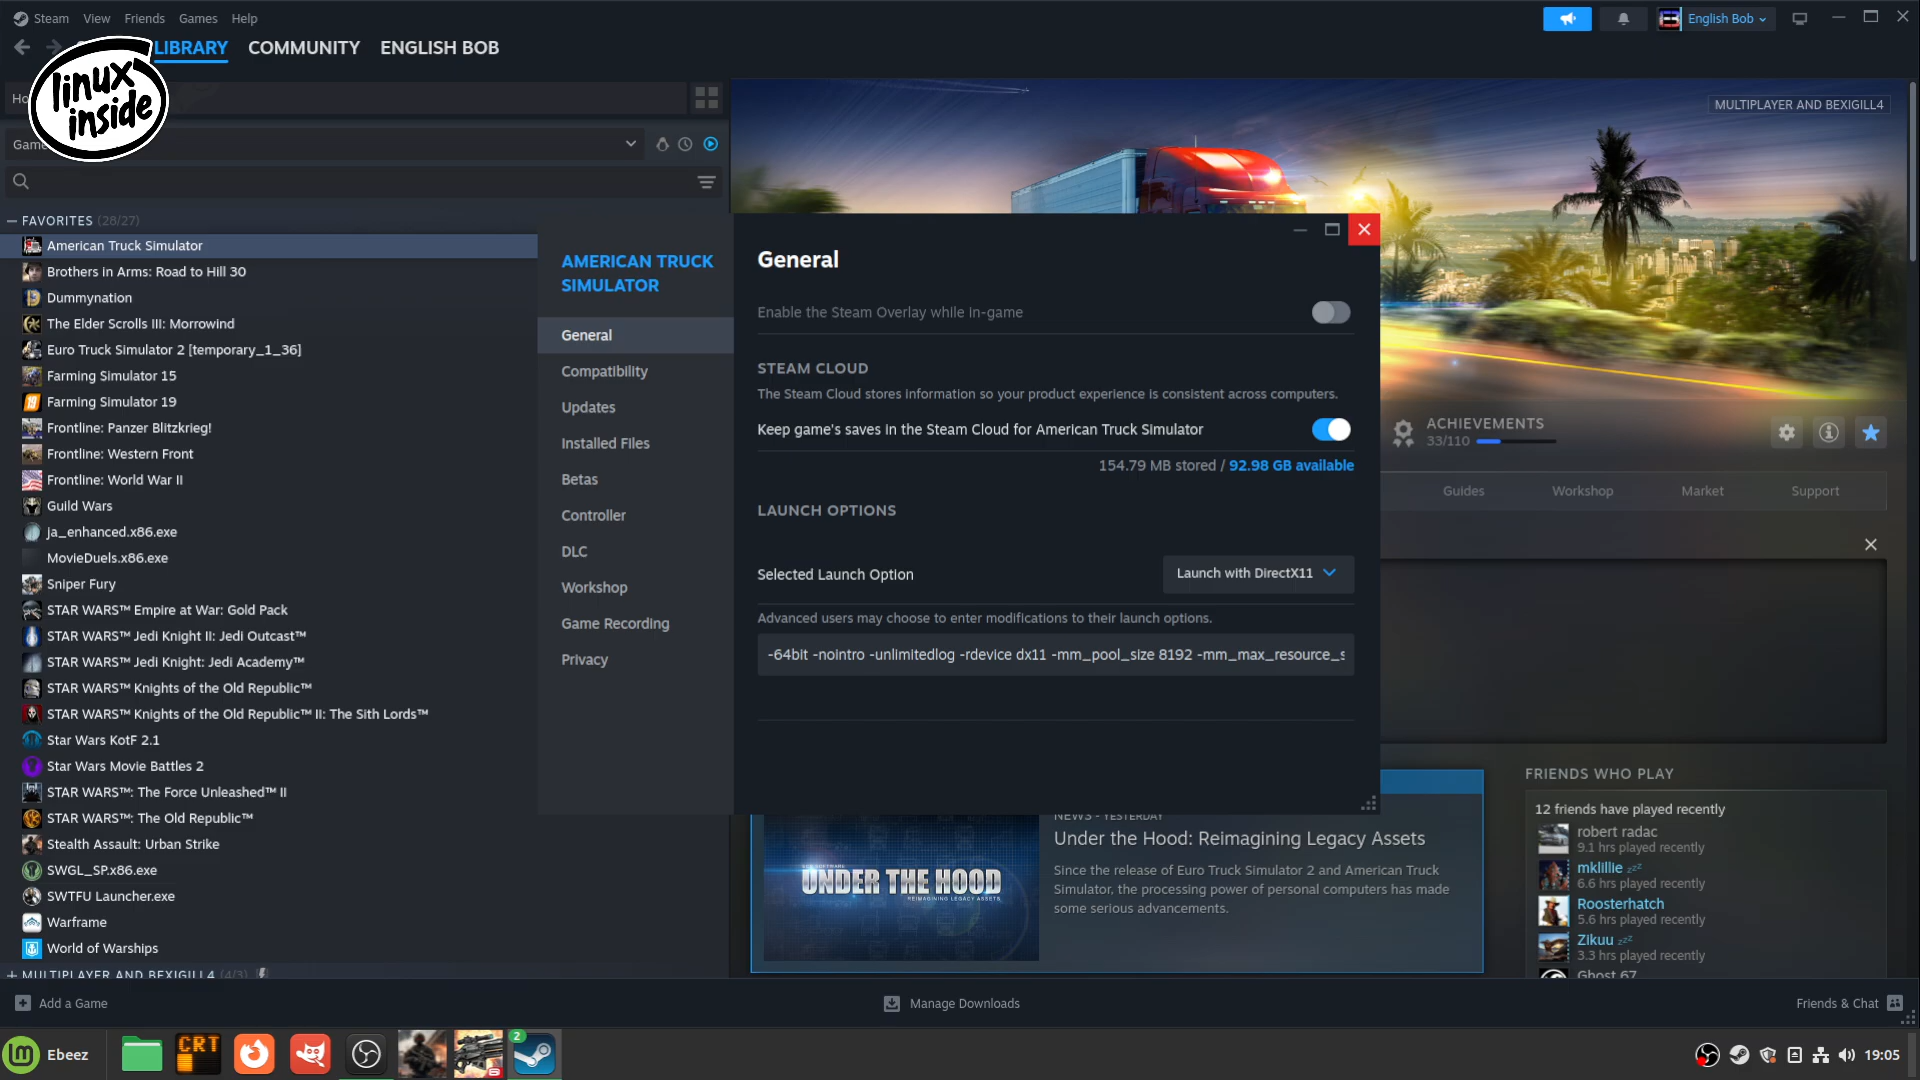 Steam View Friends Games Help
English Bob
LIBRARY COMMUNITY ENGLISH BOB
linux
inside
MULTIPLAYER AND BEXIGILL4
FAVORITES (28/27)
American Truck Simulator
Brothers in Arms: Road to Hill 30
Dummynation
The Elder Scrolls III: Morrowind
Euro Truck Simulator 2 [temporary_1_36]
Farming Simulator 15
Farming Simulator 19
Frontline: Panzer Blitzkrieg!
Frontline: Western Front
Frontline: World War II
Guild Wars
ja_enhanced.x86.exe
MovieDuels.x86.exe
Sniper Fury
STAR WARS™ Empire at War: Gold Pack
STAR WARS™ Jedi Knight II: Jedi Outcast™
STAR WARS™ Jedi Knight: Jedi Academy™
STAR WARS™ Knights of the Old Republic™
STAR WARS™ Knights of the Old Republic™ II: The Sith Lords™
Star Wars KotF 2.1
Star Wars Movie Battles 2
STAR WARS™: The Force Unleashed™ II
STAR WARS™: The Old Republic™
Stealth Assault: Urban Strike
SWGL_SP.x86.exe
SWTFU Launcher.exe
Warframe
World of Warships
MULTIPLAYER AND BEXIGILL4 (4/3)
AMERICAN TRUCK
SIMULATOR
General
Compatibility
Updates
Installed Files
Betas
Controller
DLC
Workshop
Game Recording
Privacy
General
Enable the Steam Overlay while in-game
STEAM CLOUD
The Steam Cloud stores information so your product experience is consistent across computers.
Keep game's saves in the Steam Cloud for American Truck Simulator
154.79 MB stored / 92.98 GB available
LAUNCH OPTIONS
Selected Launch Option
Launch with DirectX11
Advanced users may choose to enter modifications to their launch options.
-64bit -nointro -unlimitedlog -rdevice dx11 -mm_pool_size 8192 -mm_max_resource_s
ACHIEVEMENTS
33/110
Guides Workshop Market Support
NEWS - YESTERDAY
Under the Hood: Reimagining Legacy Assets
Since the release of Euro Truck Simulator 2 and American Truck
Simulator, the processing power of personal computers has made
some serious advancements.
UNDER THE HOOD
REIMAGINING LEGACY ASSETS
FRIENDS WHO PLAY
12 friends have played recently
robert radac
9.1 hrs played recently
mklillie zzz
6.6 hrs played recently
Roosterhatch
5.6 hrs played recently
Zikuu zzz
3.3 hrs played recently
Ghost 67
Add a Game
Manage Downloads
Friends & Chat
Ebeez
CRT
2
19:05